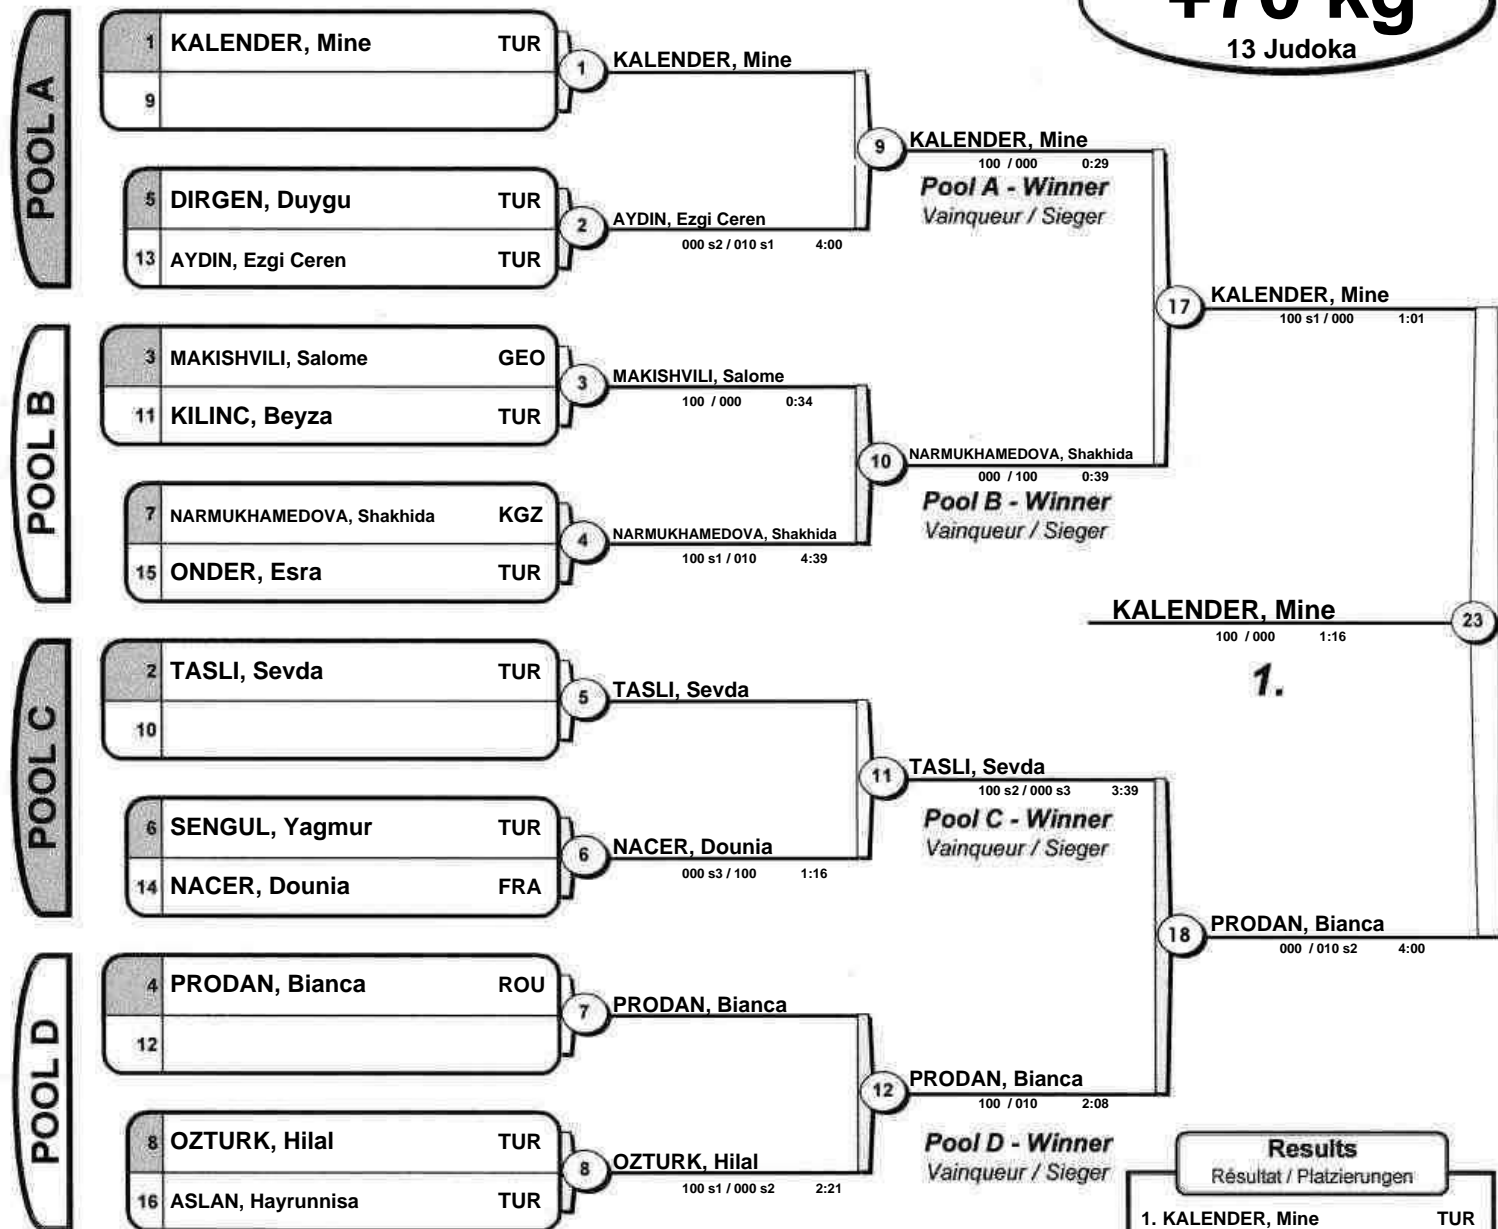 +70 kg
13 Judoka
POOL A
1 KALENDER, Mine TUR
9
1
KALENDER, Mine
5 DIRGEN, Duygu TUR
13 AYDIN, Ezgi Ceren TUR
2
AYDIN, Ezgi Ceren
000 s2 / 010 s1 4:00
9
KALENDER, Mine
100 / 000 0:29
Pool A - Winner
Vainqueur / Sieger
POOL B
3 MAKISHVILI, Salome GEO
11 KILINC, Beyza TUR
3
MAKISHVILI, Salome
100 / 000 0:34
7 NARMUKHAMEDOVA, Shakhida KGZ
15 ONDER, Esra TUR
4
NARMUKHAMEDOVA, Shakhida
100 s1 / 010 4:39
10
NARMUKHAMEDOVA, Shakhida
000 / 100 0:39
Pool B - Winner
Vainqueur / Sieger
17
KALENDER, Mine
100 s1 / 000 1:01
KALENDER, Mine
100 / 000 1:16
1.
23
POOL C
2 TASLI, Sevda TUR
10
5
TASLI, Sevda
6 SENGUL, Yagmur TUR
14 NACER, Dounia FRA
6
NACER, Dounia
000 s3 / 100 1:16
11
TASLI, Sevda
100 s2 / 000 s3 3:39
Pool C - Winner
Vainqueur / Sieger
18
PRODAN, Bianca
000 / 010 s2 4:00
POOL D
4 PRODAN, Bianca ROU
12
7
PRODAN, Bianca
8 OZTURK, Hilal TUR
16 ASLAN, Hayrunnisa TUR
8
OZTURK, Hilal
100 s1 / 000 s2 2:21
12
PRODAN, Bianca
100 / 010 2:08
Pool D - Winner
Vainqueur / Sieger
Results
Résultat / Platzierungen
1. KALENDER, Mine TUR